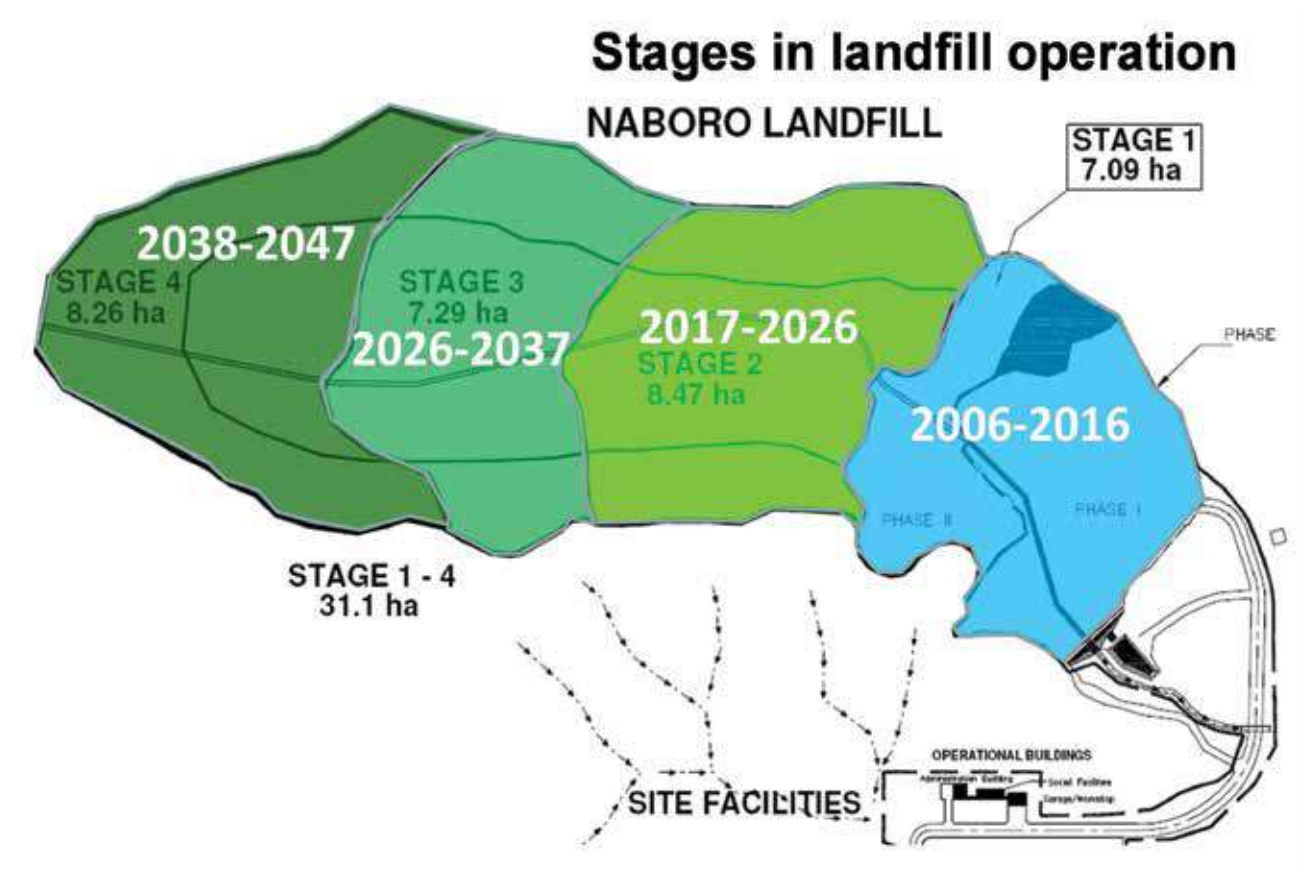 Stages in landfill operation
NABORO LANDFILL
STAGE 1
7.09 ha
2038-2047
STAGE 4
8.26 ha
STAGE 3
7.29 ha
2026-2037
2017-2026
STAGE 2
8.47 ha
PHASE
2006-2016
PHASE II
PHASE I
STAGE 1 - 4
31.1 ha
OPERATIONAL BUILDINGS
Administration Building
Social Facilities
Garage/Workshop
SITE FACILITIES